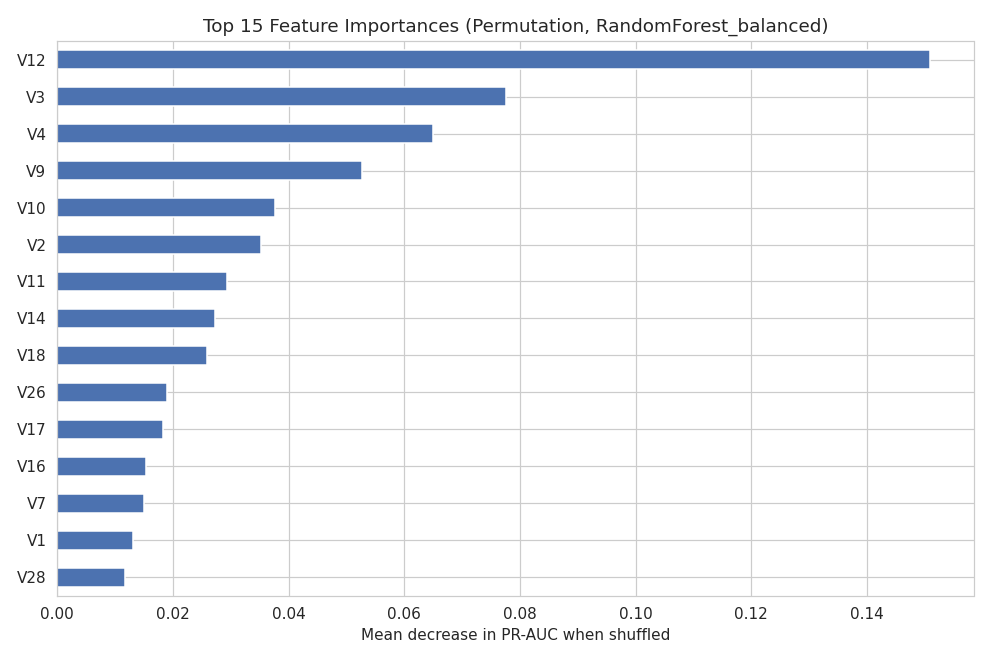 Top 15 Feature Importances (Permutation, RandomForest_balanced)
V12
V3
V4
V9
V10
V2
V11
V14
V18
V26
V17
V16
V7
V1
V28
0.00 0.02 0.04 0.06 0.08 0.10 0.12 0.14
Mean decrease in PR-AUC when shuffled